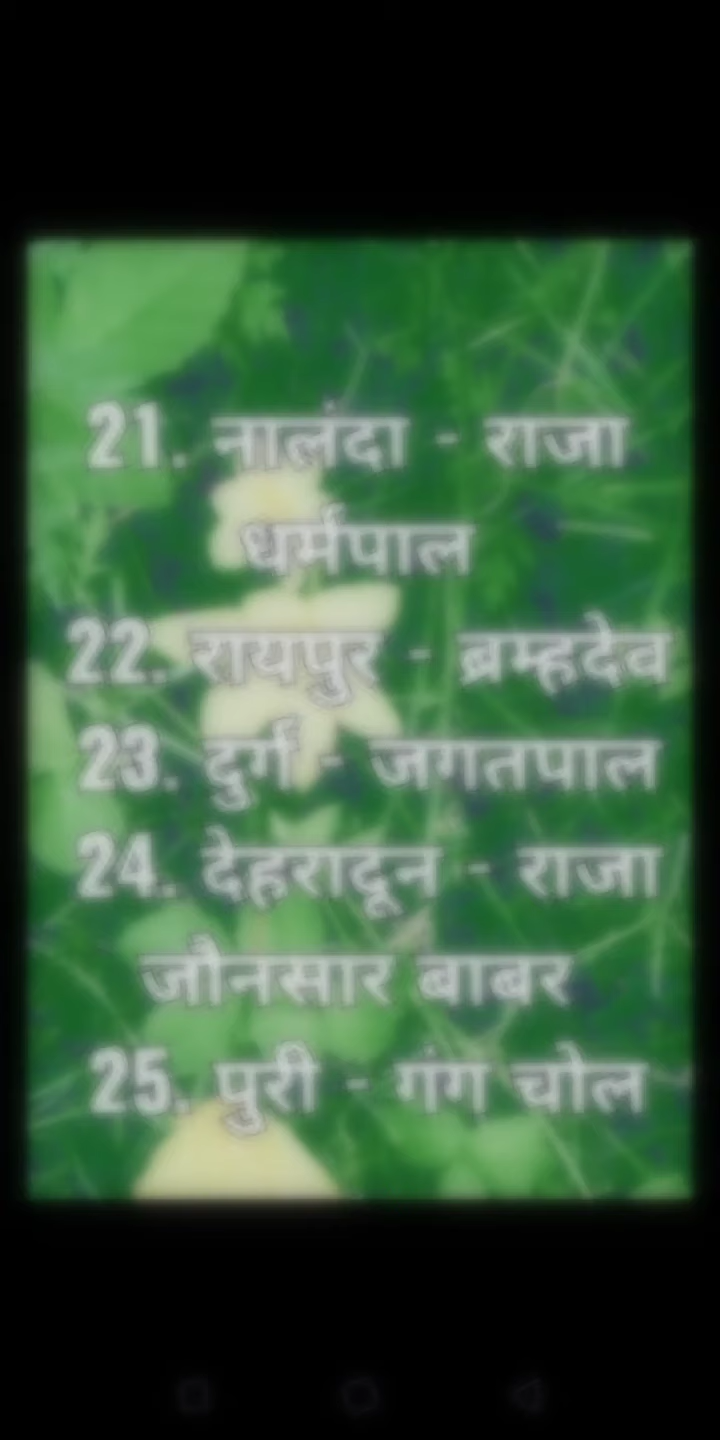 21. नालंदा - राजा
धर्मपाल
22. रायपुर - ब्रम्हदेव
23. दुर्ग - जगतपाल
24. देहरादून - राजा
जौनसार बाबर
25. पुरी - गंग चोल